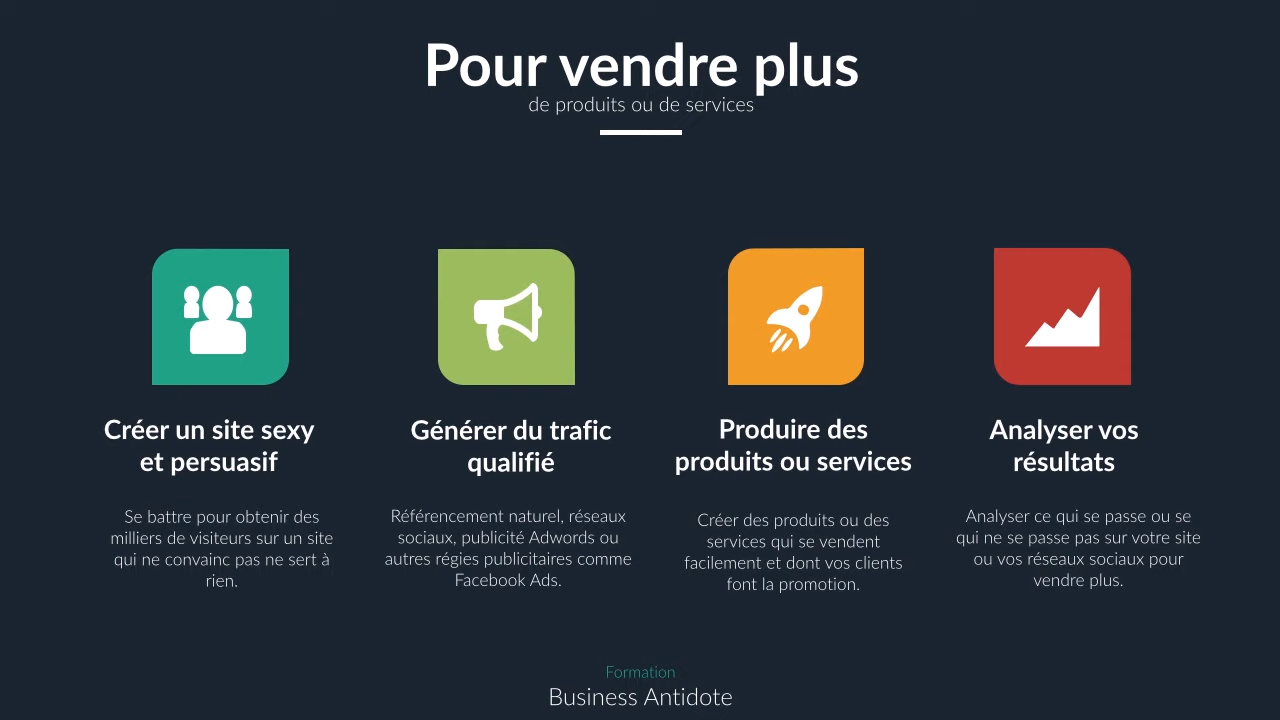 Pour vendre plus
de produits ou de services
Créer un site sexy
et persuasif
Se battre pour obtenir des
milliers de visiteurs sur un site
qui ne convainc pas ne sert à
rien.
Générer du trafic
qualifié
Référencement naturel, réseaux
sociaux, publicité Adwords ou
autres régies publicitaires comme
Facebook Ads.
Produire des
produits ou services
Créer des produits ou des
services qui se vendent
facilement et dont vos clients
font la promotion.
Analyser vos
résultats
Analyser ce qui se passe ou se
qui ne se passe pas sur votre site
ou vos réseaux sociaux pour
vendre plus.
Formation
Business Antidote